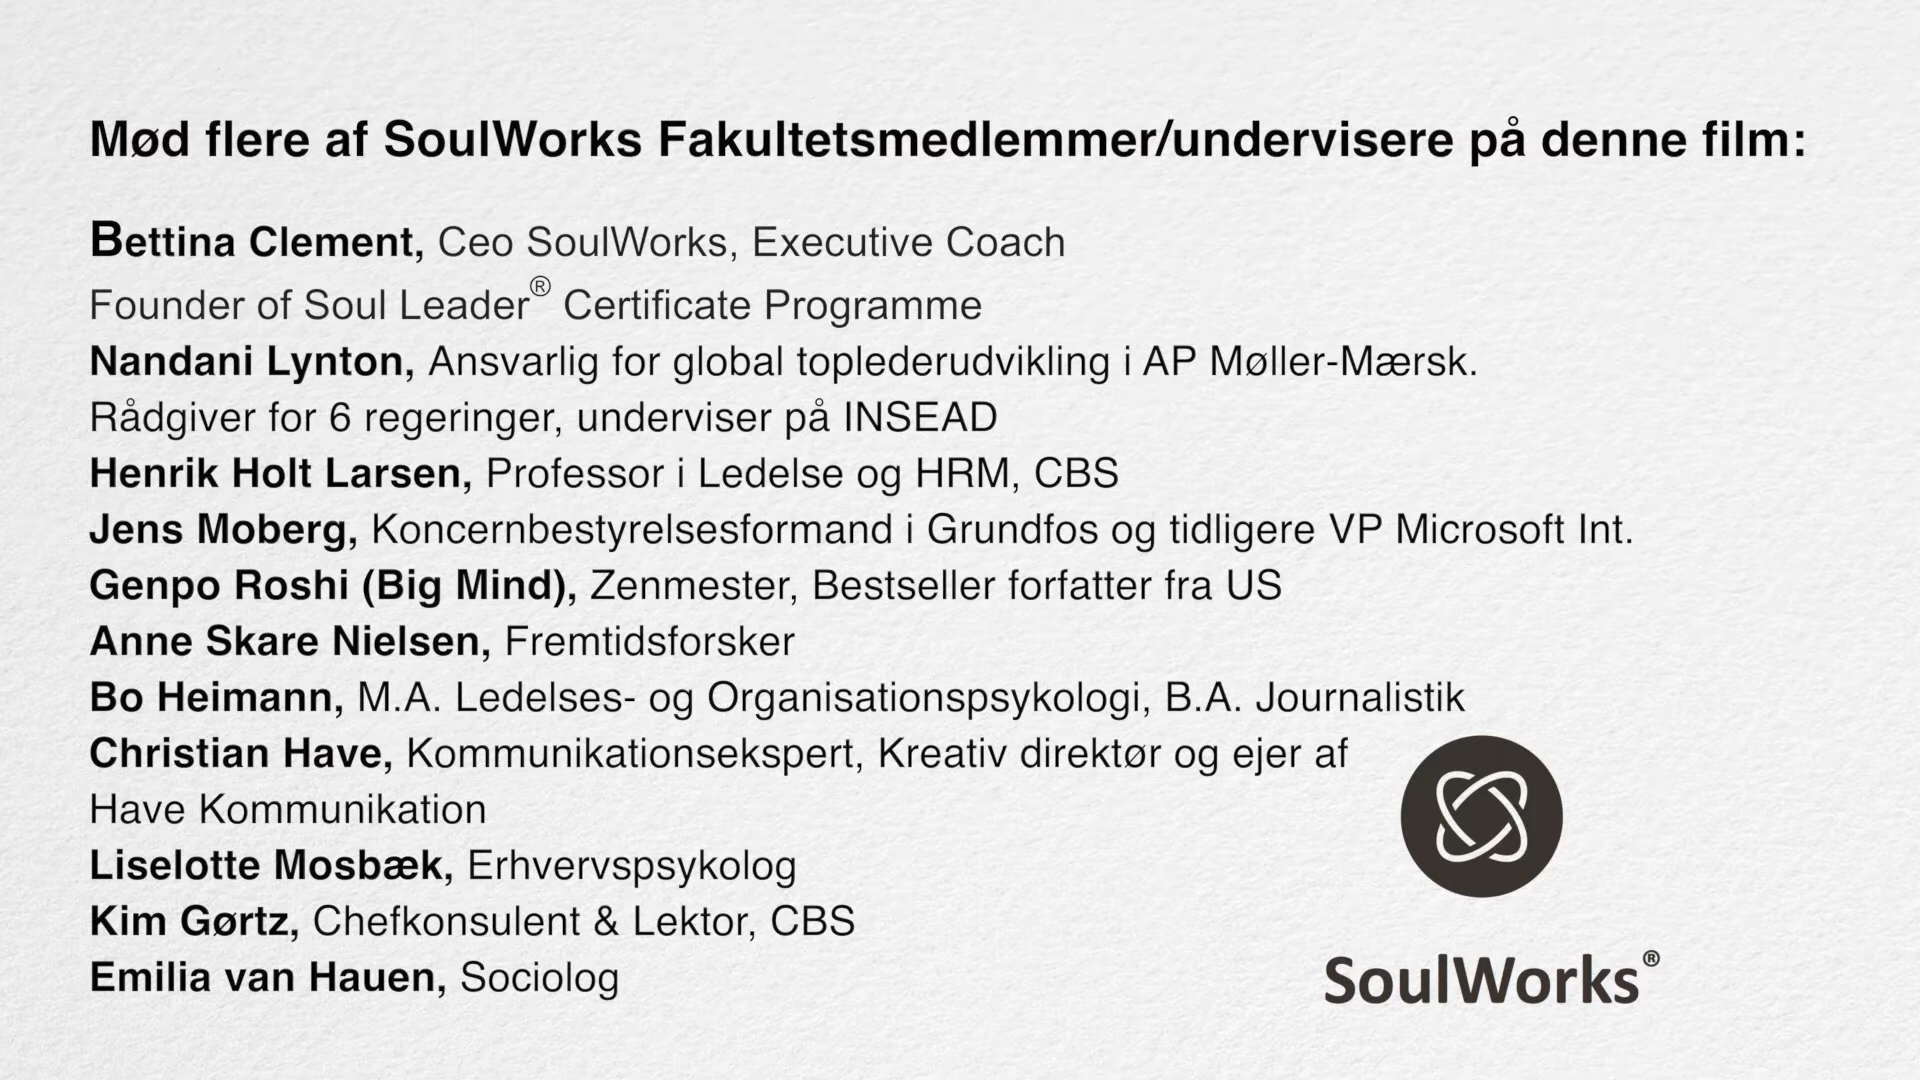 Mød flere af SoulWorks Fakultetsmedlemmer/undervisere på denne film:
Bettina Clement, Ceo SoulWorks, Executive Coach
Founder of Soul Leader® Certificate Programme
Nandani Lynton, Ansvarlig for global toplederudvikling i AP Møller-Mærsk.
Rådgiver for 6 regeringer, underviser på INSEAD
Henrik Holt Larsen, Professor i Ledelse og HRM, CBS
Jens Moberg, Koncernbestyrelsesformand i Grundfos og tidligere VP Microsoft Int.
Genpo Roshi (Big Mind), Zenmester, Bestseller forfatter fra US
Anne Skare Nielsen, Fremtidsforsker
Bo Heimann, M.A. Ledelses- og Organisationspsykologi, B.A. Journalistik
Christian Have, Kommunikationsekspert, Kreativ direktør og ejer af
Have Kommunikation
Liselotte Mosbæk, Erhvervspsykolog
Kim Gørtz, Chefkonsulent & Lektor, CBS
Emilia van Hauen, Sociolog
SoulWorks®